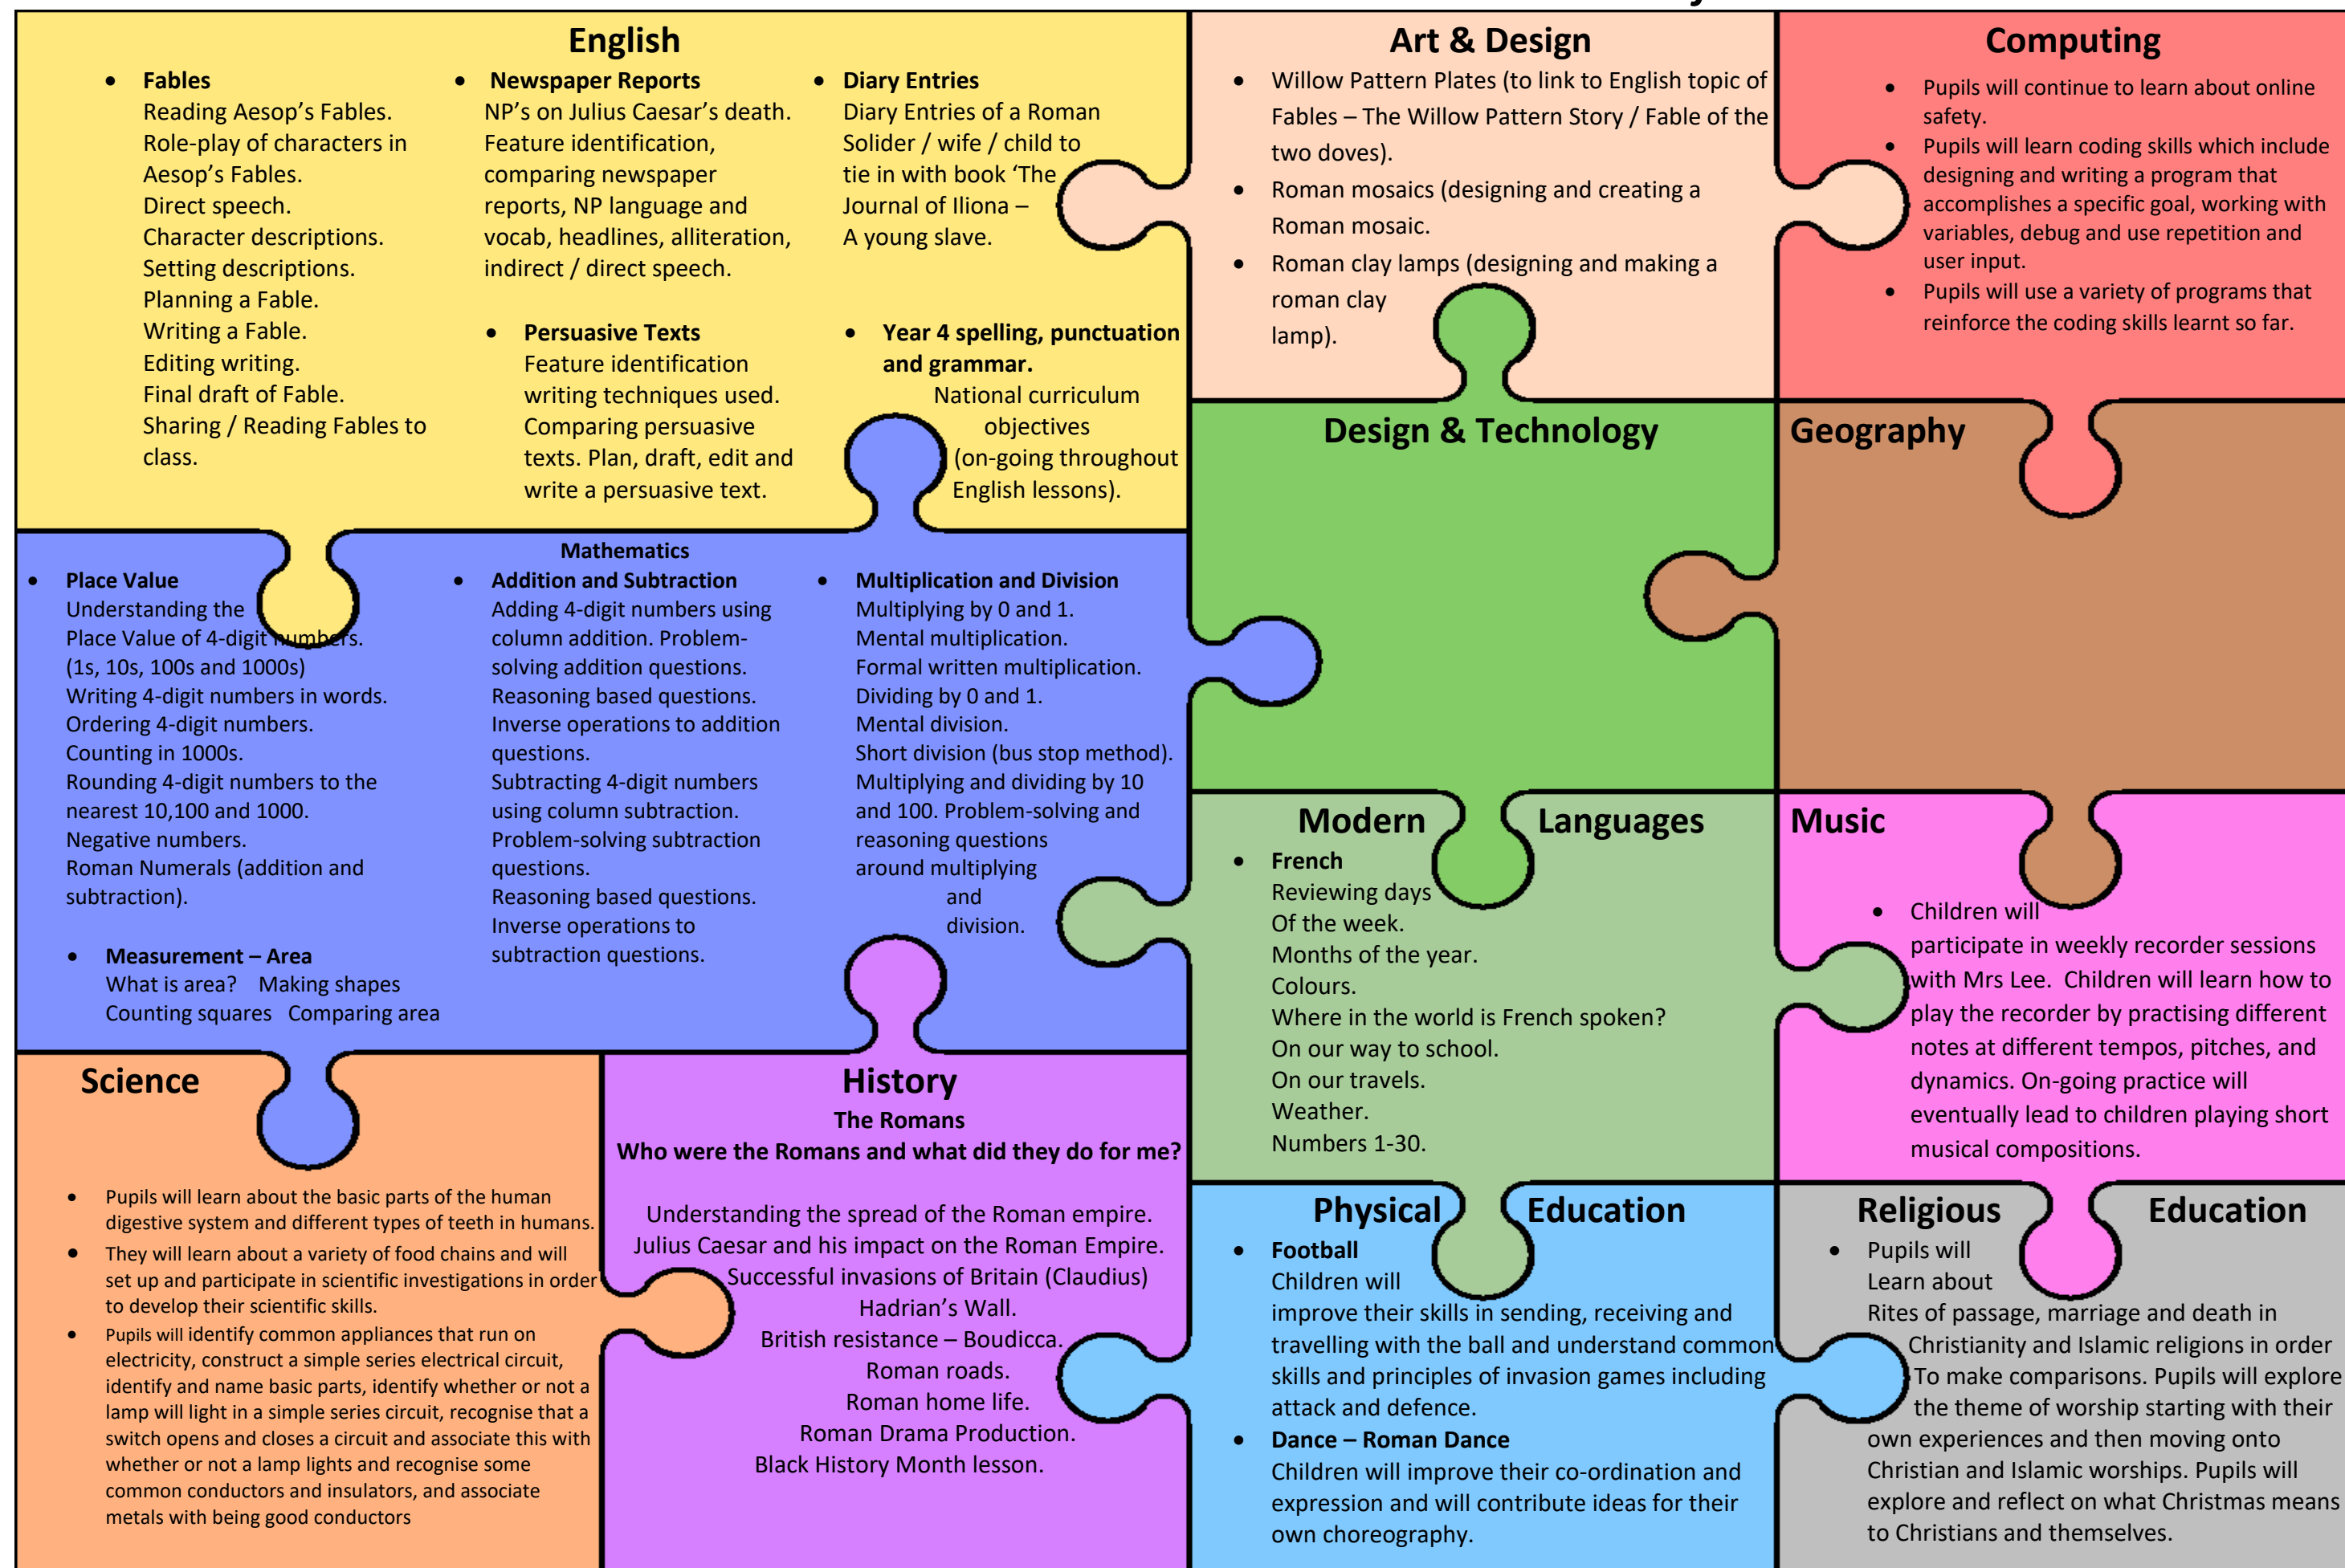 English
• Fables
Reading Aesop's Fables.
Role-play of characters in
Aesop's Fables.
Direct speech.
Character descriptions.
Setting descriptions.
Planning a Fable.
Writing a Fable.
Editing writing.
Final draft of Fable.
Sharing / Reading Fables to
class.
• Newspaper Reports
NP's on Julius Caesar's death.
Feature identification,
comparing newspaper
reports, NP language and
vocab, headlines, alliteration,
indirect / direct speech.
• Persuasive Texts
Feature identification
writing techniques used.
Comparing persuasive
texts. Plan, draft, edit and
write a persuasive text.
• Diary Entries
Diary Entries of a Roman
Solider / wife / child to
tie in with book ‘The
Journal of Iliona –
A young slave.
• Year 4 spelling, punctuation
and grammar.
National curriculum
objectives
(on-going throughout
English lessons).
Art & Design
• Willow Pattern Plates (to link to English topic of
Fables – The Willow Pattern Story / Fable of the
two doves).
• Roman mosaics (designing and creating a
Roman mosaic.
• Roman clay lamps (designing and making a
roman clay
lamp).
Computing
• Pupils will continue to learn about online
safety.
• Pupils will learn coding skills which include
designing and writing a program that
accomplishes a specific goal, working with
variables, debug and use repetition and
user input.
• Pupils will use a variety of programs that
reinforce the coding skills learnt so far.
Design & Technology
Geography
Mathematics
• Place Value
Understanding the
Place Value of 4-digit numbers.
(1s, 10s, 100s and 1000s)
Writing 4-digit numbers in words.
Ordering 4-digit numbers.
Counting in 1000s.
Rounding 4-digit numbers to the
nearest 10,100 and 1000.
Negative numbers.
Roman Numerals (addition and
subtraction).
• Measurement – Area
What is area? Making shapes
Counting squares Comparing area
• Addition and Subtraction
Adding 4-digit numbers using
column addition. Problem-
solving addition questions.
Reasoning based questions.
Inverse operations to addition
questions.
Subtracting 4-digit numbers
using column subtraction.
Problem-solving subtraction
questions.
Reasoning based questions.
Inverse operations to
subtraction questions.
• Multiplication and Division
Multiplying by 0 and 1.
Mental multiplication.
Formal written multiplication.
Dividing by 0 and 1.
Mental division.
Short division (bus stop method).
Multiplying and dividing by 10
and 100. Problem-solving and
reasoning questions
around multiplying
and
division.
Modern Languages
• French
Reviewing days
Of the week.
Months of the year.
Colours.
Where in the world is French spoken?
On our way to school.
On our travels.
Weather.
Numbers 1-30.
Music
• Children will
participate in weekly recorder sessions
with Mrs Lee. Children will learn how to
play the recorder by practising different
notes at different tempos, pitches, and
dynamics. On-going practice will
eventually lead to children playing short
musical compositions.
Science
• Pupils will learn about the basic parts of the human
digestive system and different types of teeth in humans.
• They will learn about a variety of food chains and will
set up and participate in scientific investigations in order
to develop their scientific skills.
• Pupils will identify common appliances that run on
electricity, construct a simple series electrical circuit,
identify and name basic parts, identify whether or not a
lamp will light in a simple series circuit, recognise that a
switch opens and closes a circuit and associate this with
whether or not a lamp lights and recognise some
common conductors and insulators, and associate
metals with being good conductors
History
The Romans
Who were the Romans and what did they do for me?
Understanding the spread of the Roman empire.
Julius Caesar and his impact on the Roman Empire.
Successful invasions of Britain (Claudius)
Hadrian's Wall.
British resistance – Boudicca.
Roman roads.
Roman home life.
Roman Drama Production.
Black History Month lesson.
Physical Education
• Football
Children will
improve their skills in sending, receiving and
travelling with the ball and understand common
skills and principles of invasion games including
attack and defence.
• Dance – Roman Dance
Children will improve their co-ordination and
expression and will contribute ideas for their
own choreography.
Religious Education
• Pupils will
Learn about
Rites of passage, marriage and death in
Christianity and Islamic religions in order
To make comparisons. Pupils will explore
the theme of worship starting with their
own experiences and then moving onto
Christian and Islamic worships. Pupils will
explore and reflect on what Christmas means
to Christians and themselves.